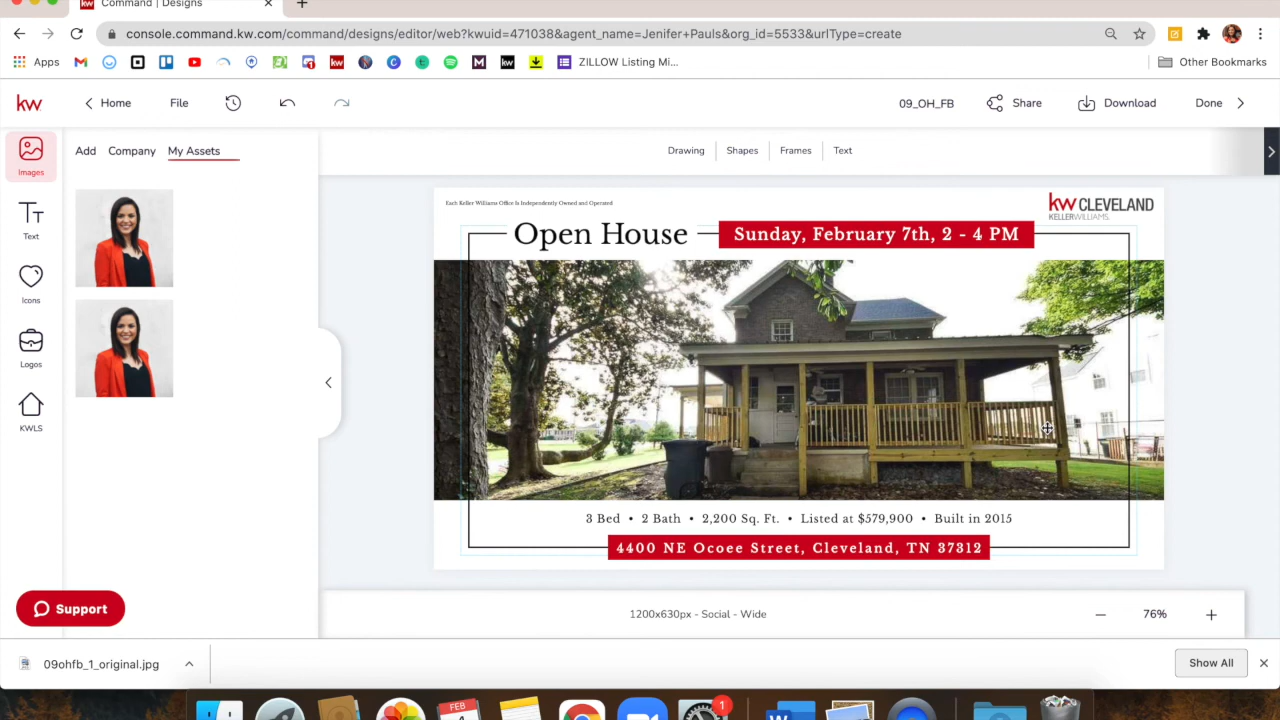 kw
Command | Designs
console.command.kw.com/command/designs/editor/web?kwuid=471038&agent_name=Jenifer+Pauls&org_id=5533&urlType=create
Apps
1
kw
M
kw
ZILLOW Listing Mi...
Other Bookmarks
kw
Home
File
09_OH_FB
Share
Download
Done
Images
Text
Icons
Logos
KWLS
Add
Company
My Assets
Drawing
Shapes
Frames
Text
Each Keller Williams Office Is Independently Owned and Operated
kw CLEVELAND
KELLERWILLIAMS.
Open House
Sunday, February 7th, 2 - 4 PM
3 Bed • 2 Bath • 2,200 Sq. Ft. • Listed at $579,900 • Built in 2015
4400 NE Ocoee Street, Cleveland, TN 37312
Support
1200x630px - Social - Wide
76%
09ohfb_1_original.jpg
Show All
FEB
1